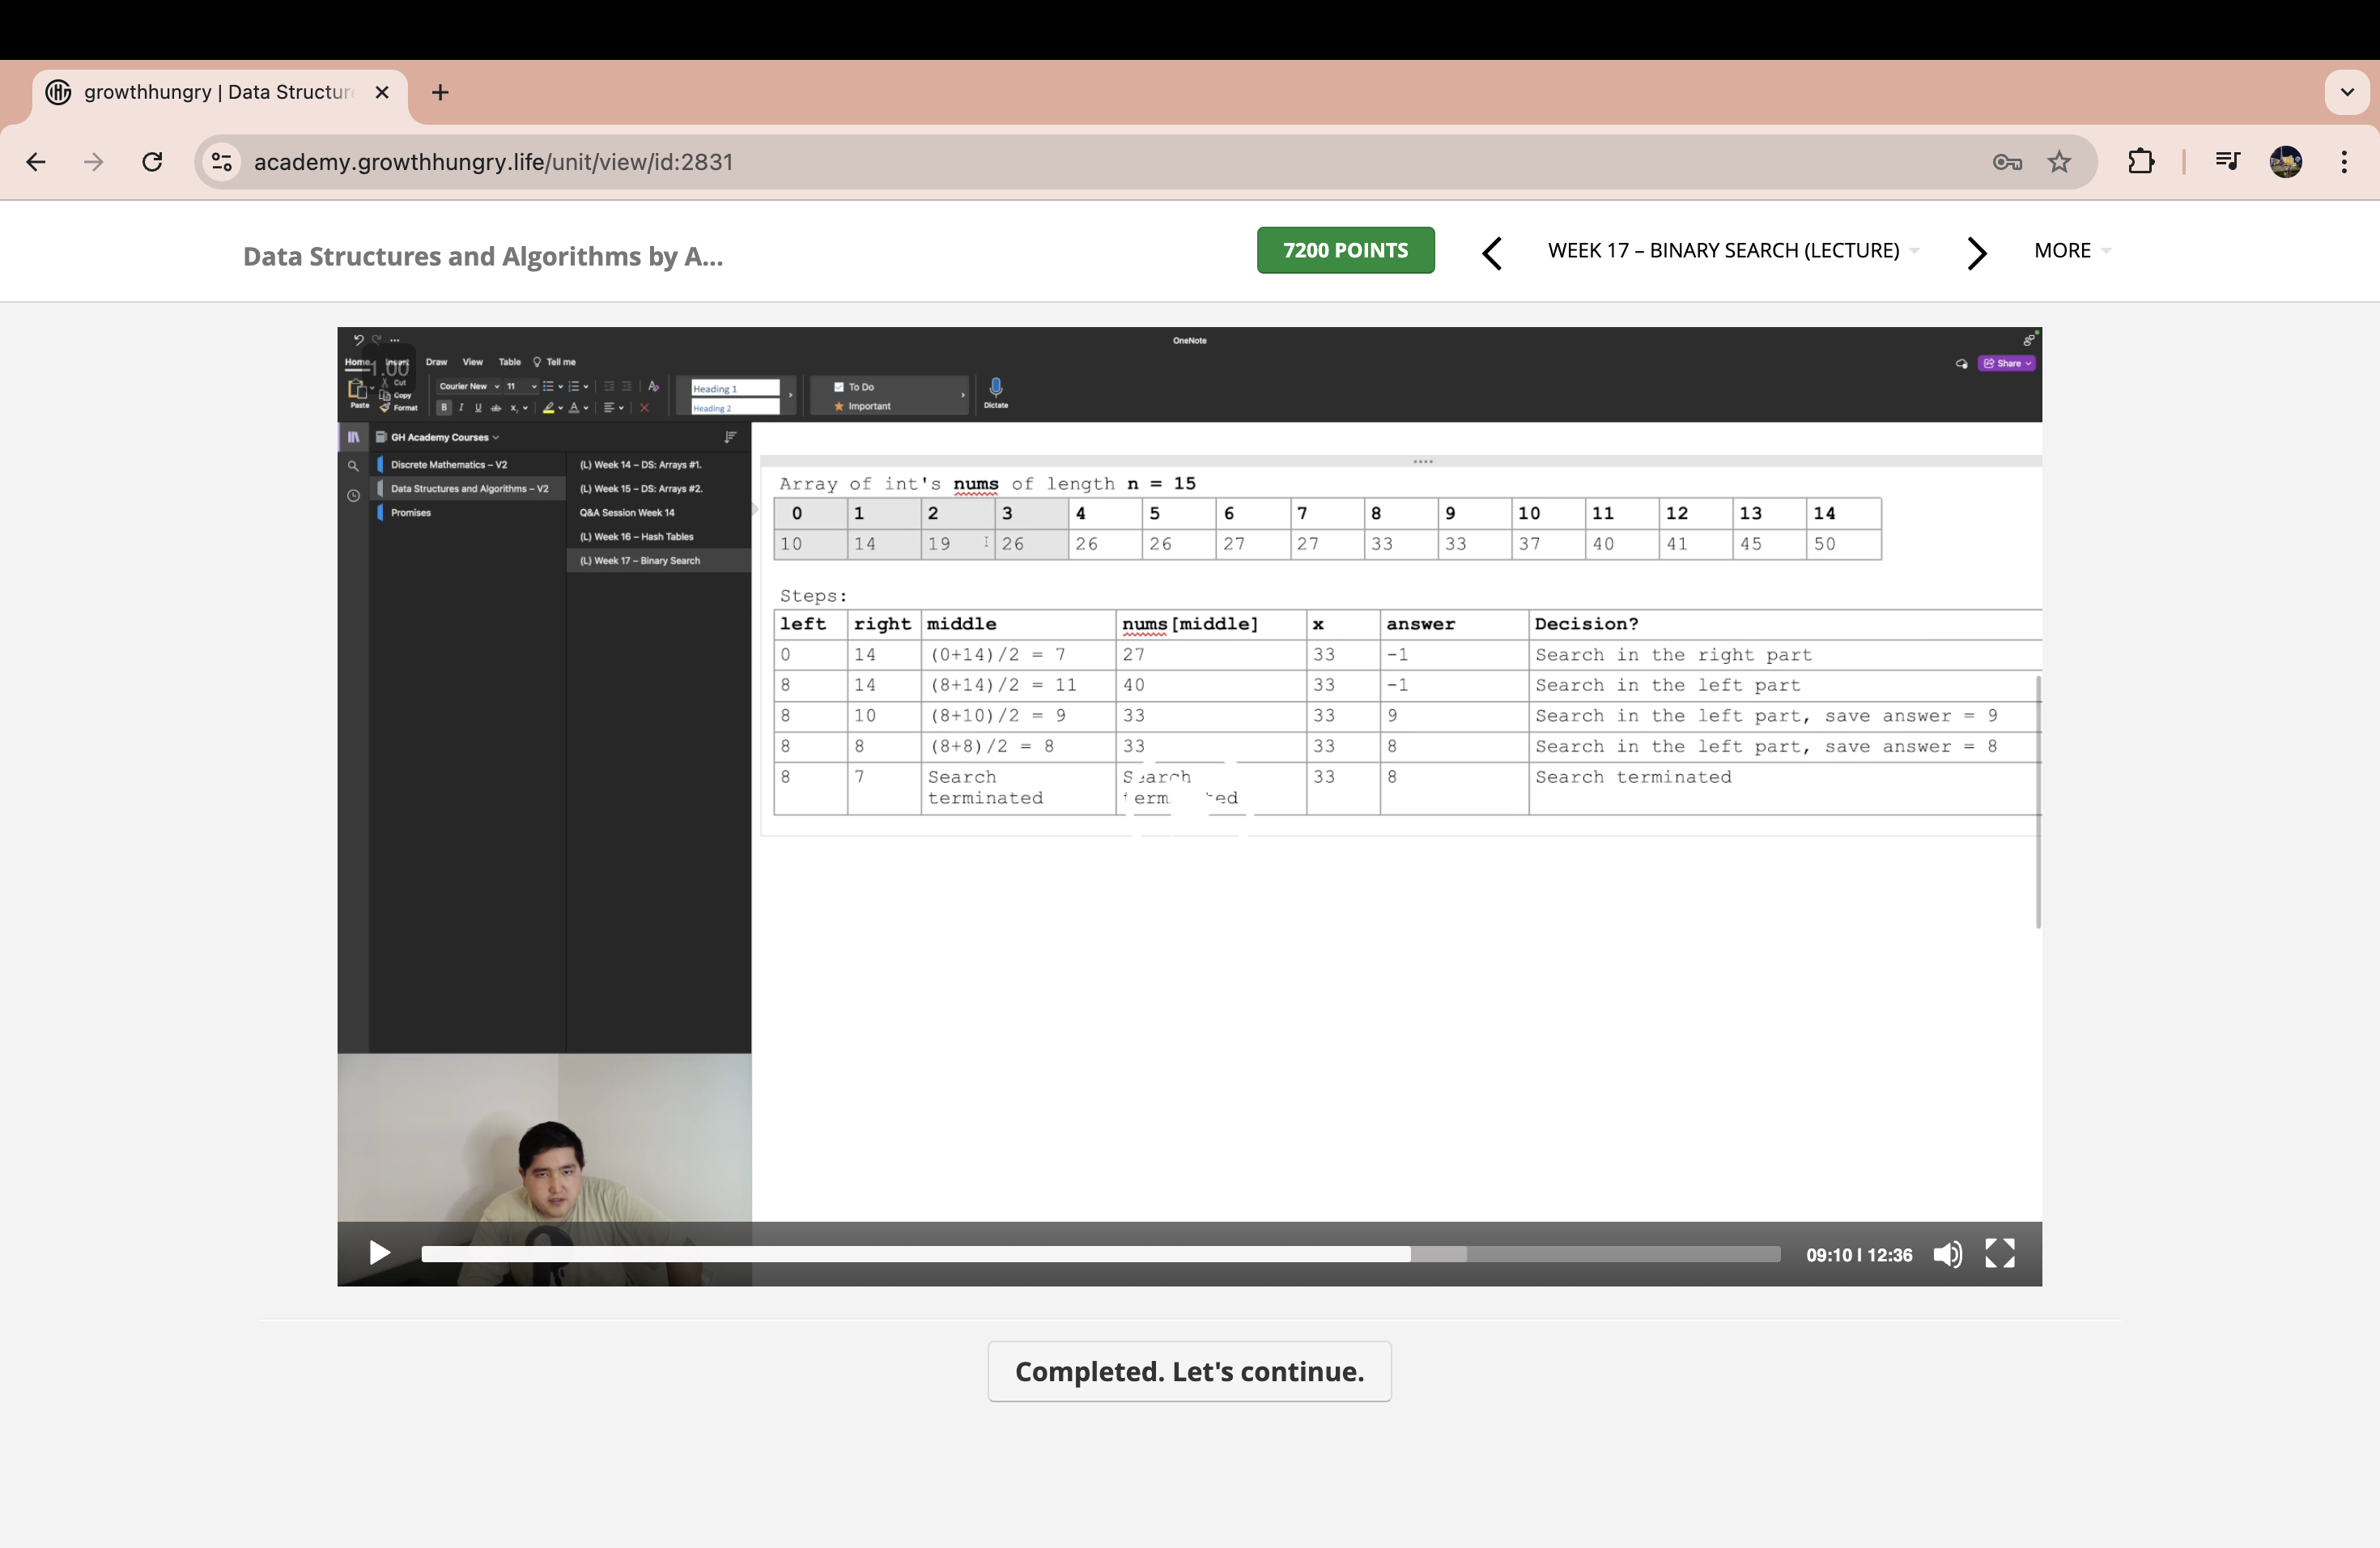 growthhungry | Data Structur
academy.growthhungry.life/unit/view/id:2831
Data Structures and Algorithms by A...
7200 POINTS
WEEK 17 – BINARY SEARCH (LECTURE)
MORE
OneNote
Home Insert Draw View Table Tell me
1.00
Share
Paste
Cut
Copy
Format
Courier New 11
B I U ab x
Heading 1
Heading 2
To Do
Important
Dictate
GH Academy Courses
Discrete Mathematics – V2
Data Structures and Algorithms – V2
Promises
(L) Week 14 – DS: Arrays #1.
(L) Week 15 – DS: Arrays #2.
Q&A Session Week 14
(L) Week 16 – Hash Tables
(L) Week 17 – Binary Search
Array of int's nums of length n = 15
0 1 2 3 4 5 6 7 8 9 10 11 12 13 14
10 14 19 26 26 26 27 27 33 33 37 40 41 45 50
Steps:
left right middle nums[middle] x answer Decision?
0 14 (0+14)/2 = 7 27 33 -1 Search in the right part
8 14 (8+14)/2 = 11 40 33 -1 Search in the left part
8 10 (8+10)/2 = 9 33 33 9 Search in the left part, save answer = 9
8 8 (8+8)/2 = 8 33 33 8 Search in the left part, save answer = 8
8 7 Search Search 33 8 Search terminated
terminated terminated
09:10 | 12:36
Completed. Let's continue.